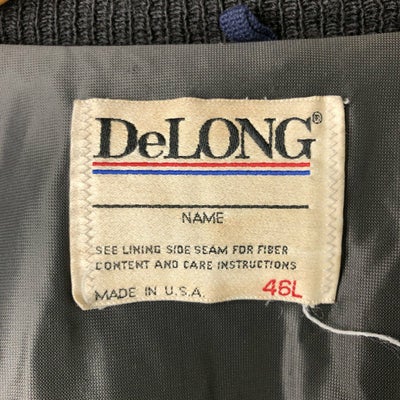 DeLONG®
NAME
SEE LINING SIDE SEAM FOR FIBER
CONTENT AND CARE INSTRUCTIONS
MADE IN U.S.A. 46L